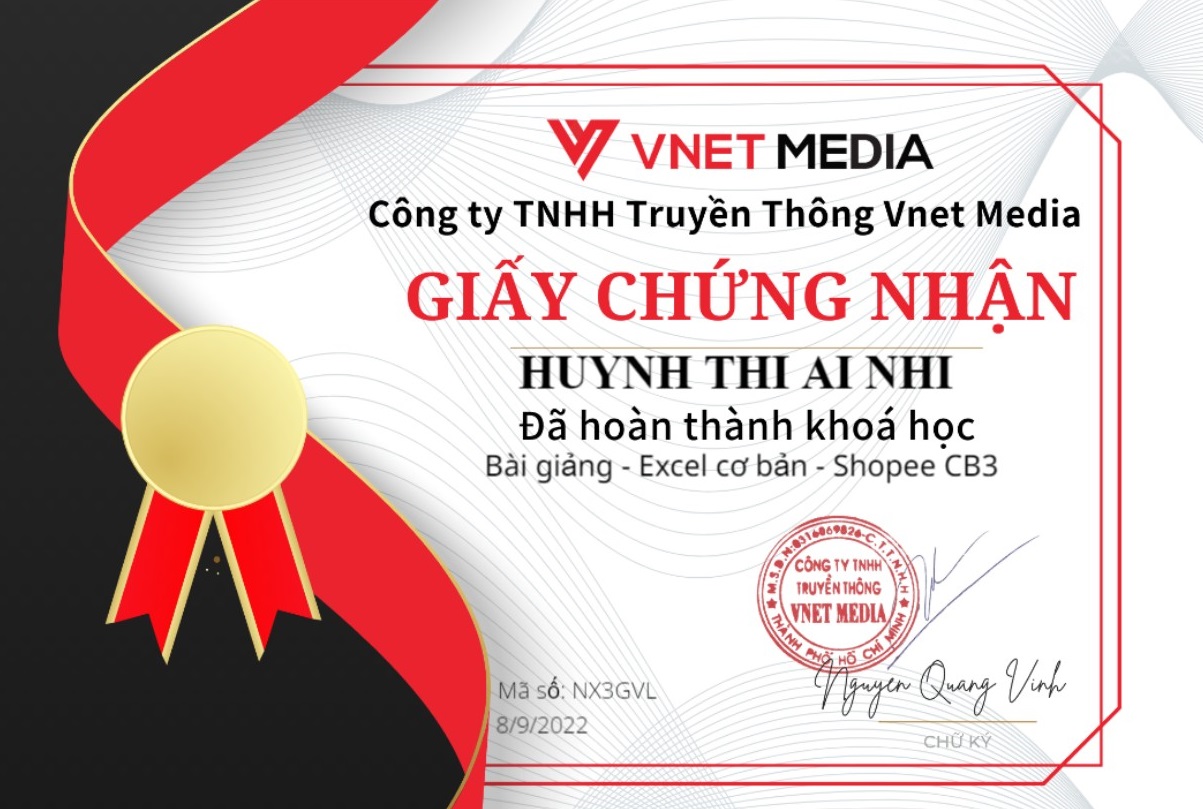 VNET MEDIA
Công ty TNHH Truyền Thông Vnet Media
GIẤY CHỨNG NHẬN
HUYNH THI AI NHI
Đã hoàn thành khoá học
Bài giảng - Excel cơ bản - Shopee CB3
M.S.D.N:0316069826-C.T.T.N.H.H
CÔNG TY TNHH
TRUYỀN THÔNG
VNET MEDIA
THÀNH PHỐ HỒ CHÍ MINH
Nguyen Quang Vinh
Mã số: NX3GVL
8/9/2022
CHỮ KÝ